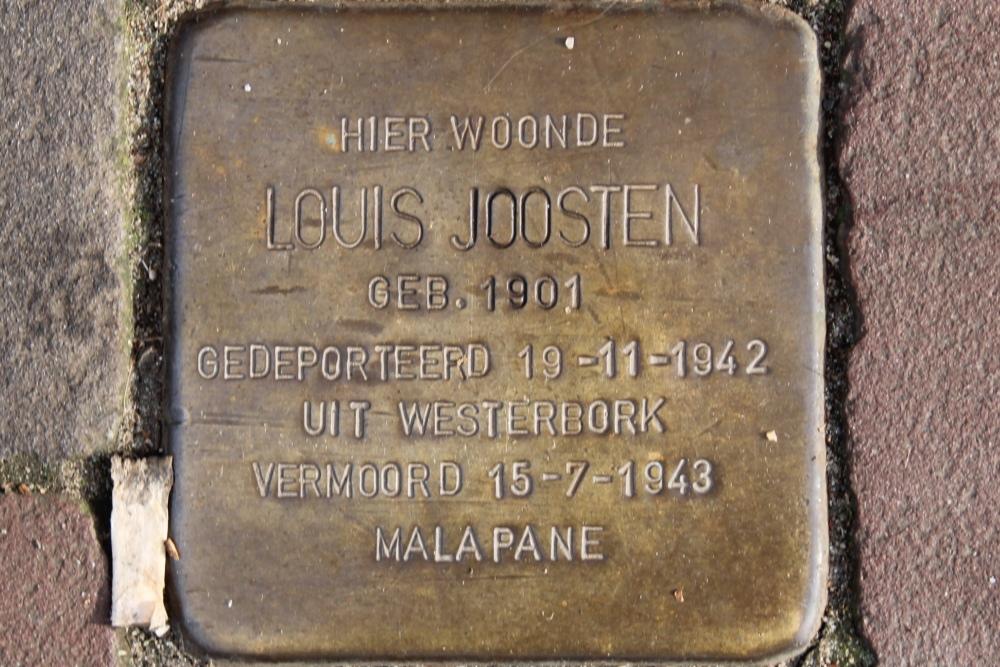 HIER WOONDE
LOUIS JOOSTEN
GEB. 1901
GEDEPORTEERD 19-11-1942
UIT WESTERBORK
VERMOORD 15-7-1943
MALAPANE